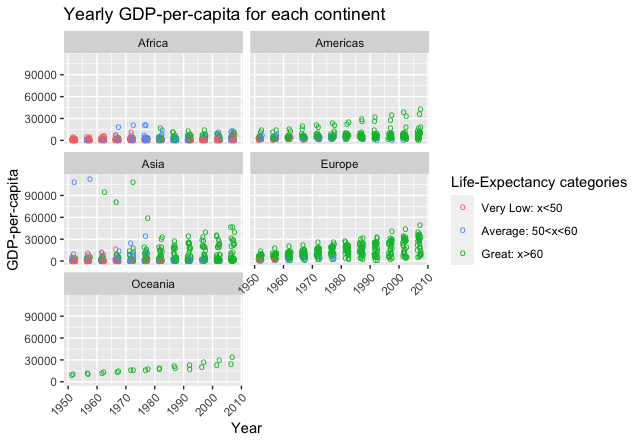 Yearly GDP-per-capita for each continent
Africa
Americas
90000
60000
30000
0
Asia
Europe
90000
60000
30000
0
1950 1960 1970 1980 1990 2000 2010
Oceania
90000
60000
30000
0
1950 1960 1970 1980 1990 2000 2010
Year
GDP-per-capita
Life-Expectancy categories
Very Low: x<50
Average: 50<x<60
Great: x>60